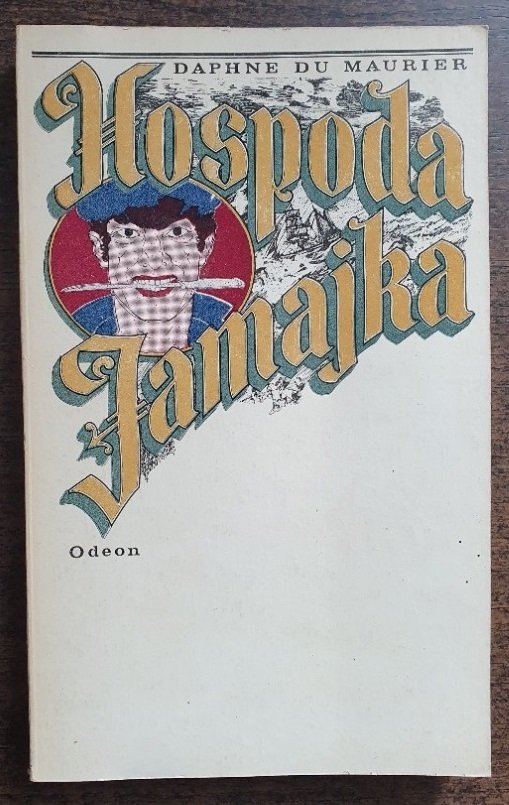 DAPHNE DU MAURIER
Hospoda
Jamajka
Odeon